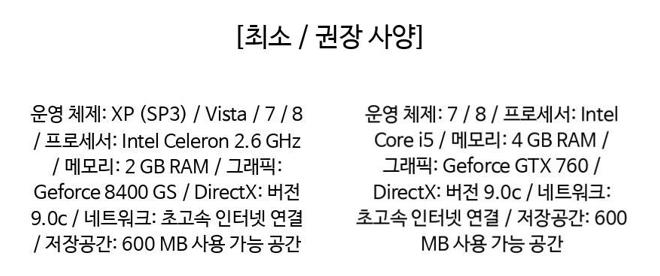 [최소 / 권장 사양]
운영 체제: XP (SP3) / Vista / 7 / 8
/ 프로세서: Intel Celeron 2.6 GHz
/ 메모리: 2 GB RAM / 그래픽:
Geforce 8400 GS / DirectX: 버전
9.0c / 네트워크: 초고속 인터넷 연결
/ 저장공간: 600 MB 사용 가능 공간
운영 체제: 7 / 8 / 프로세서: Intel
Core i5 / 메모리: 4 GB RAM /
그래픽: Geforce GTX 760 /
DirectX: 버전 9.0c / 네트워크:
초고속 인터넷 연결 / 저장공간: 600
MB 사용 가능 공간